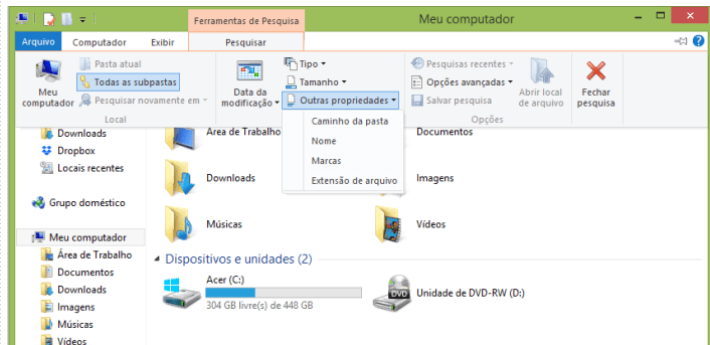 Ferramentas de Pesquisa
Meu computador
Arquivo
Computador
Exibir
Pesquisar
Meu computador
Pasta atual
Todas as subpastas
Pesquisar novamente em
Local
Data da modificação
Tipo
Tamanho
Outras propriedades
Caminho da pasta
Nome
Marcas
Extensão de arquivo
Pesquisas recentes
Opções avançadas
Salvar pesquisa
Abrir local de arquivo
Opções
Fechar pesquisa
Downloads
Dropbox
Locais recentes
Grupo doméstico
Meu computador
Área de Trabalho
Documentos
Downloads
Imagens
Músicas
Vídeos
Área de Trabalho
Documentos
Downloads
Imagens
Músicas
Vídeos
Dispositivos e unidades (2)
Acer (C:)
304 GB livre(s) de 448 GB
DVD
Unidade de DVD-RW (D:)